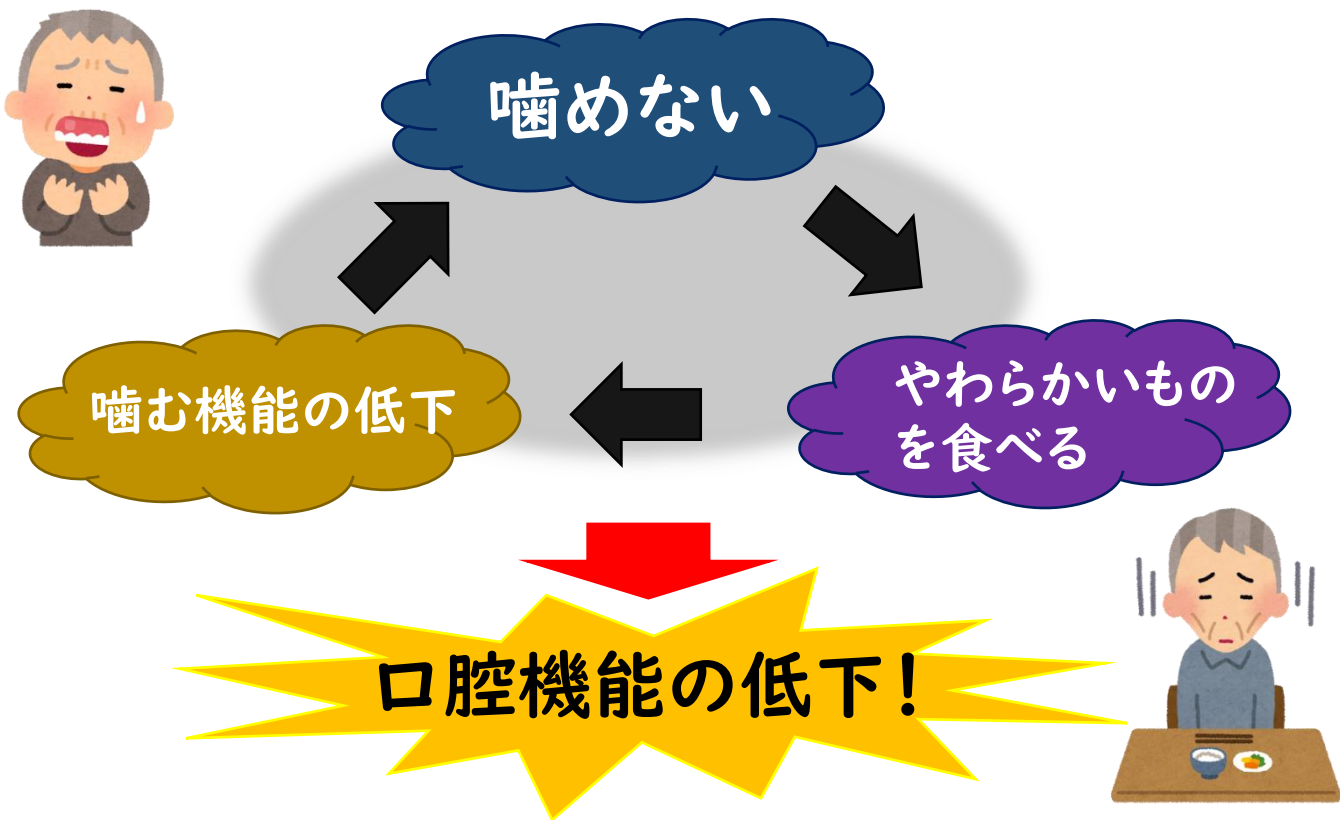 噛めない
やわらかいもの
を食べる
噛む機能の低下
口腔機能の低下!